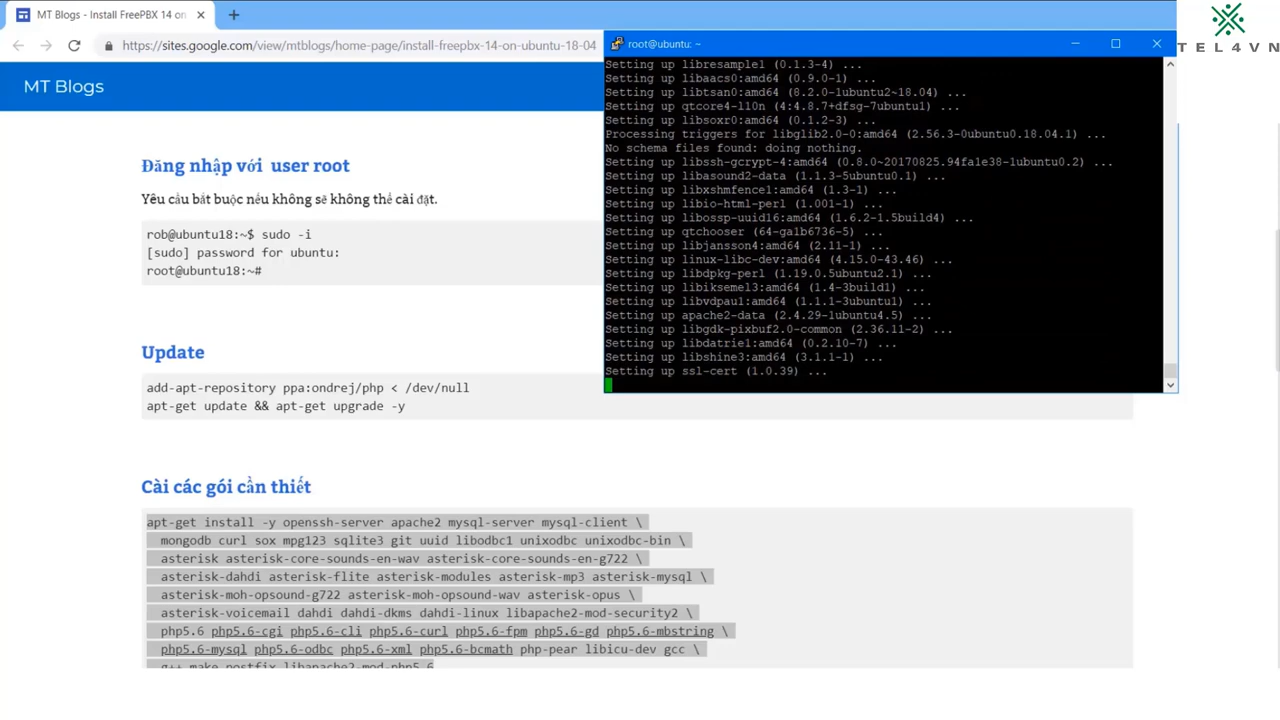 MT Blogs - Install FreePBX 14 on
https://sites.google.com/view/mtblogs/home-page/install-freepbx-14-on-ubuntu-18-04
MT Blogs
Đăng nhập với user root
Yêu cầu bắt buộc nếu không sẽ không thể cài đặt.
rob@ubuntu18:~$ sudo -i
[sudo] password for ubuntu:
root@ubuntu18:~#
Update
add-apt-repository ppa:ondrej/php < /dev/null
apt-get update && apt-get upgrade -y
Cài các gói cần thiết
apt-get install -y openssh-server apache2 mysql-server mysql-client \
mongodb curl sox mpg123 sqlite3 git uuid libodbc1 unixodbc unixodbc-bin \
asterisk asterisk-core-sounds-en-wav asterisk-core-sounds-en-g722 \
asterisk-dahdi asterisk-flite asterisk-modules asterisk-mp3 asterisk-mysql \
asterisk-moh-opsound-g722 asterisk-moh-opsound-wav asterisk-opus \
asterisk-voicemail dahdi dahdi-dkms dahdi-linux libapache2-mod-security2 \
php5.6 php5.6-cgi php5.6-cli php5.6-curl php5.6-fpm php5.6-gd php5.6-mbstring \
php5.6-mysql php5.6-odbc php5.6-xml php5.6-bcmath php-pear libicu-dev gcc \
g++ make postfix libapache2-mod-php5.6
root@ubuntu: ~
Setting up libresample1 (0.1.3-4) ...
Setting up libaacs0:amd64 (0.9.0-1) ...
Setting up libtsan0:amd64 (8.2.0-1ubuntu2~18.04) ...
Setting up qtcore4-l10n (4:4.8.7+dfsg-7ubuntu1) ...
Setting up libsoxr0:amd64 (0.1.2-3) ...
Processing triggers for libglib2.0-0:amd64 (2.56.3-0ubuntu0.18.04.1) ...
No schema files found: doing nothing.
Setting up libssh-gcrypt-4:amd64 (0.8.0~20170825.94fa1e38-1ubuntu0.2) ...
Setting up libasound2-data (1.1.3-5ubuntu0.1) ...
Setting up libxshmfence1:amd64 (1.3-1) ...
Setting up libio-html-perl (1.001-1) ...
Setting up libossp-uuid16:amd64 (1.6.2-1.5build4) ...
Setting up qtchooser (64-ga1b6736-5) ...
Setting up libjansson4:amd64 (2.11-1) ...
Setting up linux-libc-dev:amd64 (4.15.0-43.46) ...
Setting up libdpkg-perl (1.19.0.5ubuntu2.1) ...
Setting up libiksemel3:amd64 (1.4-3build1) ...
Setting up libvdpau1:amd64 (1.1.1-3ubuntu1) ...
Setting up apache2-data (2.4.29-1ubuntu4.5) ...
Setting up libgdk-pixbuf2.0-common (2.36.11-2) ...
Setting up libdatrie1:amd64 (0.2.10-7) ...
Setting up libshine3:amd64 (3.1.1-1) ...
Setting up ssl-cert (1.0.39) ...
TEL4VN